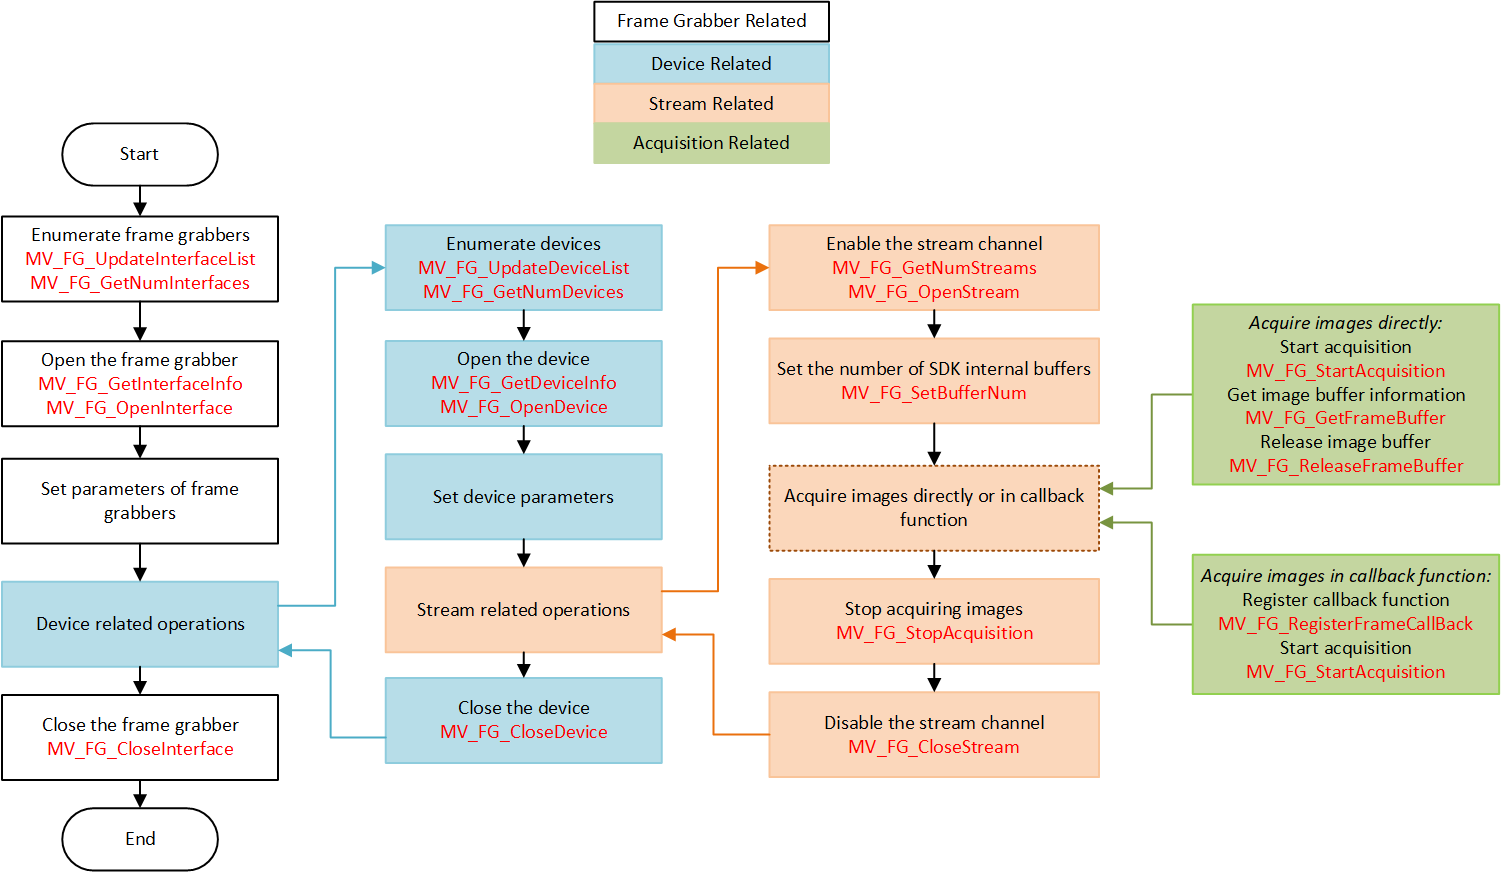 Frame Grabber Related
Device Related
Stream Related
Acquisition Related
Start
Enumerate frame grabbers
MV_FG_UpdateInterfaceList
MV_FG_GetNumInterfaces
Open the frame grabber
MV_FG_GetInterfaceInfo
MV_FG_OpenInterface
Set parameters of frame
grabbers
Device related operations
Close the frame grabber
MV_FG_CloseInterface
End
Enumerate devices
MV_FG_UpdateDeviceList
MV_FG_GetNumDevices
Open the device
MV_FG_GetDeviceInfo
MV_FG_OpenDevice
Set device parameters
Stream related operations
Close the device
MV_FG_CloseDevice
Enable the stream channel
MV_FG_GetNumStreams
MV_FG_OpenStream
Set the number of SDK internal buffers
MV_FG_SetBufferNum
Acquire images directly or in callback
function
Stop acquiring images
MV_FG_StopAcquisition
Disable the stream channel
MV_FG_CloseStream
Acquire images directly:
Start acquisition
MV_FG_StartAcquisition
Get image buffer information
MV_FG_GetFrameBuffer
Release image buffer
MV_FG_ReleaseFrameBuffer
Acquire images in callback function:
Register callback function
MV_FG_RegisterFrameCallBack
Start acquisition
MV_FG_StartAcquisition